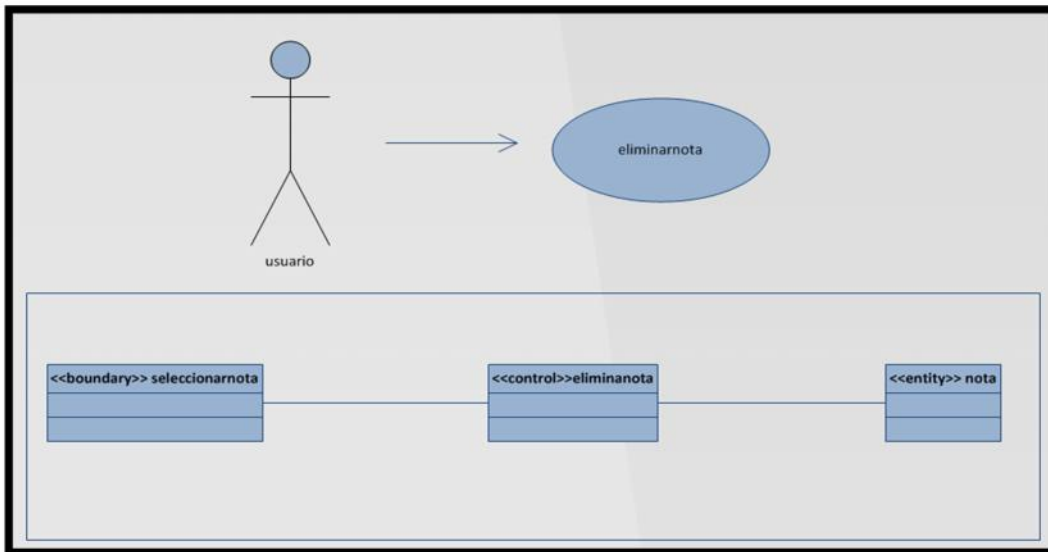 eliminarnota
usuario
<<boundary>> seleccionarnota
<<control>>eliminanota
<<entity>> nota